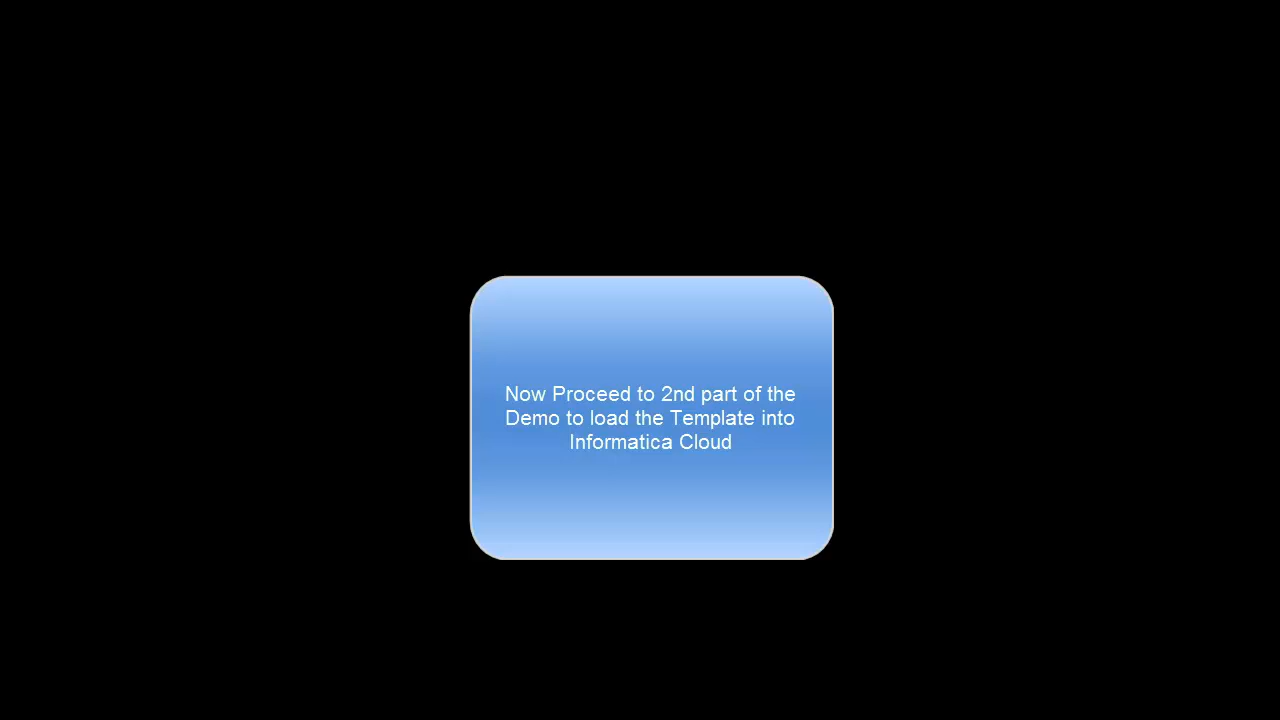 Now Proceed to 2nd part of the
Demo to load the Template into
Informatica Cloud